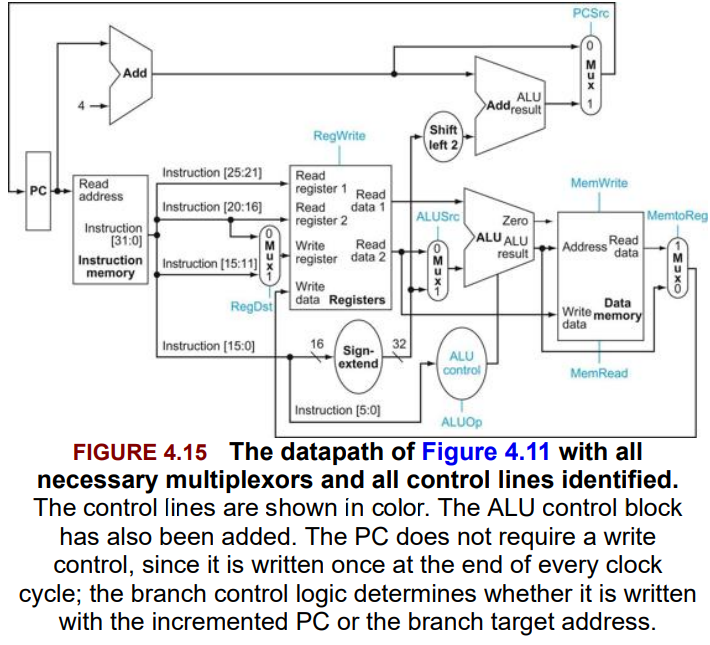 PCSrc
0
M
u
x
1
Add
4
Add ALU
result
Shift
left 2
RegWrite
PC
Read
address
Instruction
[31:0]
Instruction
memory
Instruction [25:21]
Instruction [20:16]
Instruction [15:11]
0
M
u
x
1
RegDst
Read
register 1
Read
data 1
Read
register 2
Write
register
Read
data 2
Write
data Registers
ALUSrc
0
M
u
x
1
Zero
ALU ALU
result
MemWrite
Address
Read
data
Write
data
Data
memory
MemRead
MemtoReg
1
M
u
x
0
Instruction [15:0]
16
Sign-
extend
32
Instruction [5:0]
ALU
control
ALUOp
FIGURE 4.15 The datapath of Figure 4.11 with all
necessary multiplexors and all control lines identified.
The control lines are shown in color. The ALU control block
has also been added. The PC does not require a write
control, since it is written once at the end of every clock
cycle; the branch control logic determines whether it is written
with the incremented PC or the branch target address.